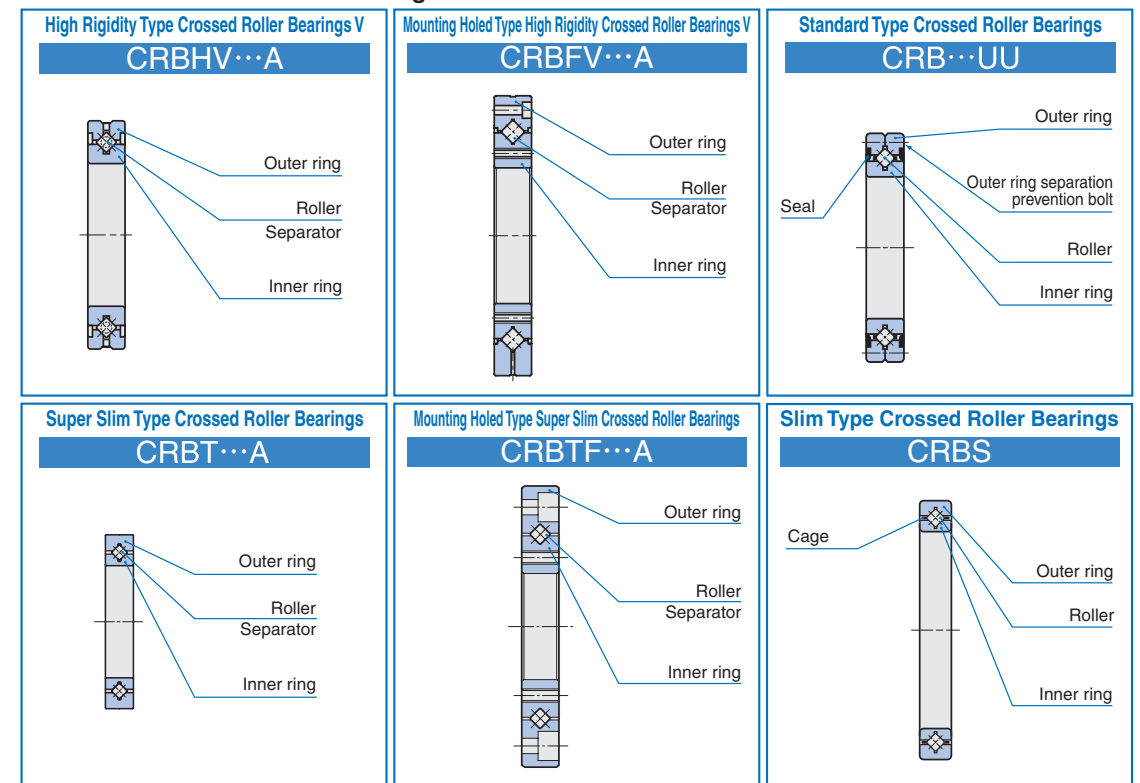 High Rigidity Type Crossed Roller Bearings V
CRBHV···A
Outer ring
Roller
Separator
Inner ring
Mounting Holed Type High Rigidity Crossed Roller Bearings V
CRBFV···A
Outer ring
Roller
Separator
Inner ring
Standard Type Crossed Roller Bearings
CRB···UU
Outer ring
Outer ring separation
prevention bolt
Seal
Roller
Inner ring
Super Slim Type Crossed Roller Bearings
CRBT···A
Outer ring
Roller
Separator
Inner ring
Mounting Holed Type Super Slim Crossed Roller Bearings
CRBTF···A
Outer ring
Roller
Separator
Inner ring
Slim Type Crossed Roller Bearings
CRBS
Cage
Outer ring
Roller
Inner ring